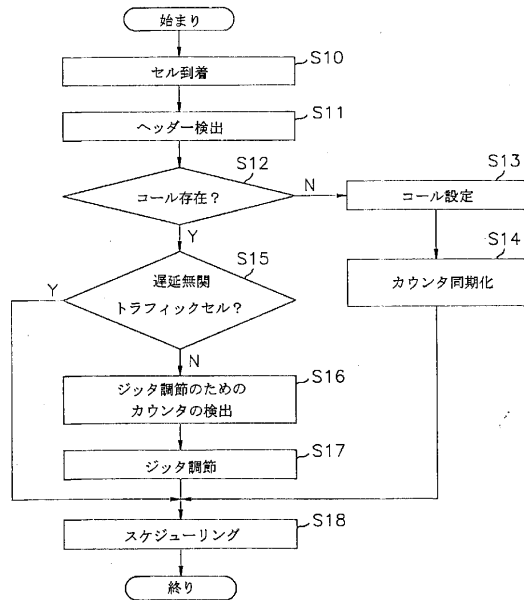 始まり
セル到着
S10
ヘッダー検出
S11
コール存在?
S12
N
コール設定
S13
Y
カウンタ同期化
S14
遅延無関
トラフィックセル?
S15
Y
N
ジッタ調節のための
カウンタの検出
S16
ジッタ調節
S17
スケジューリング
S18
終り